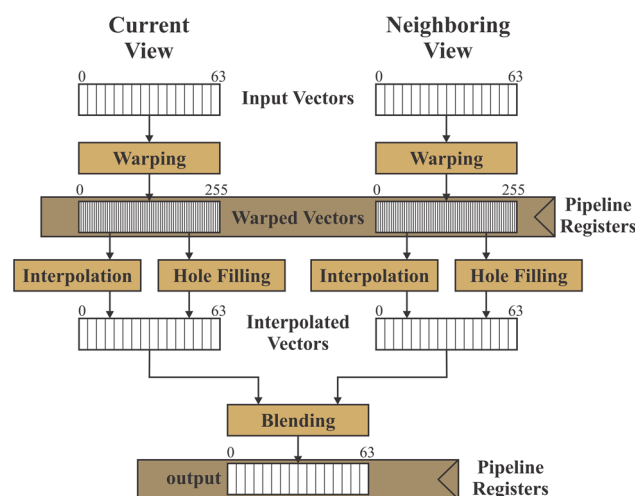 Current
View
Neighboring
View
0 63
Input Vectors
0 63
Warping
Warping
0 255
0 255
Warped Vectors
Pipeline
Registers
Interpolation
Hole Filling
Interpolation
Hole Filling
0 63
Interpolated
Vectors
0 63
Blending
0 63
output
Pipeline
Registers